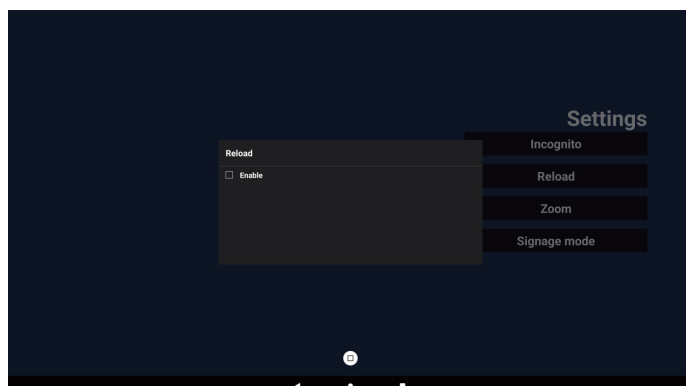 Settings
Incognito
Reload
Enable
Reload
Zoom
Signage mode